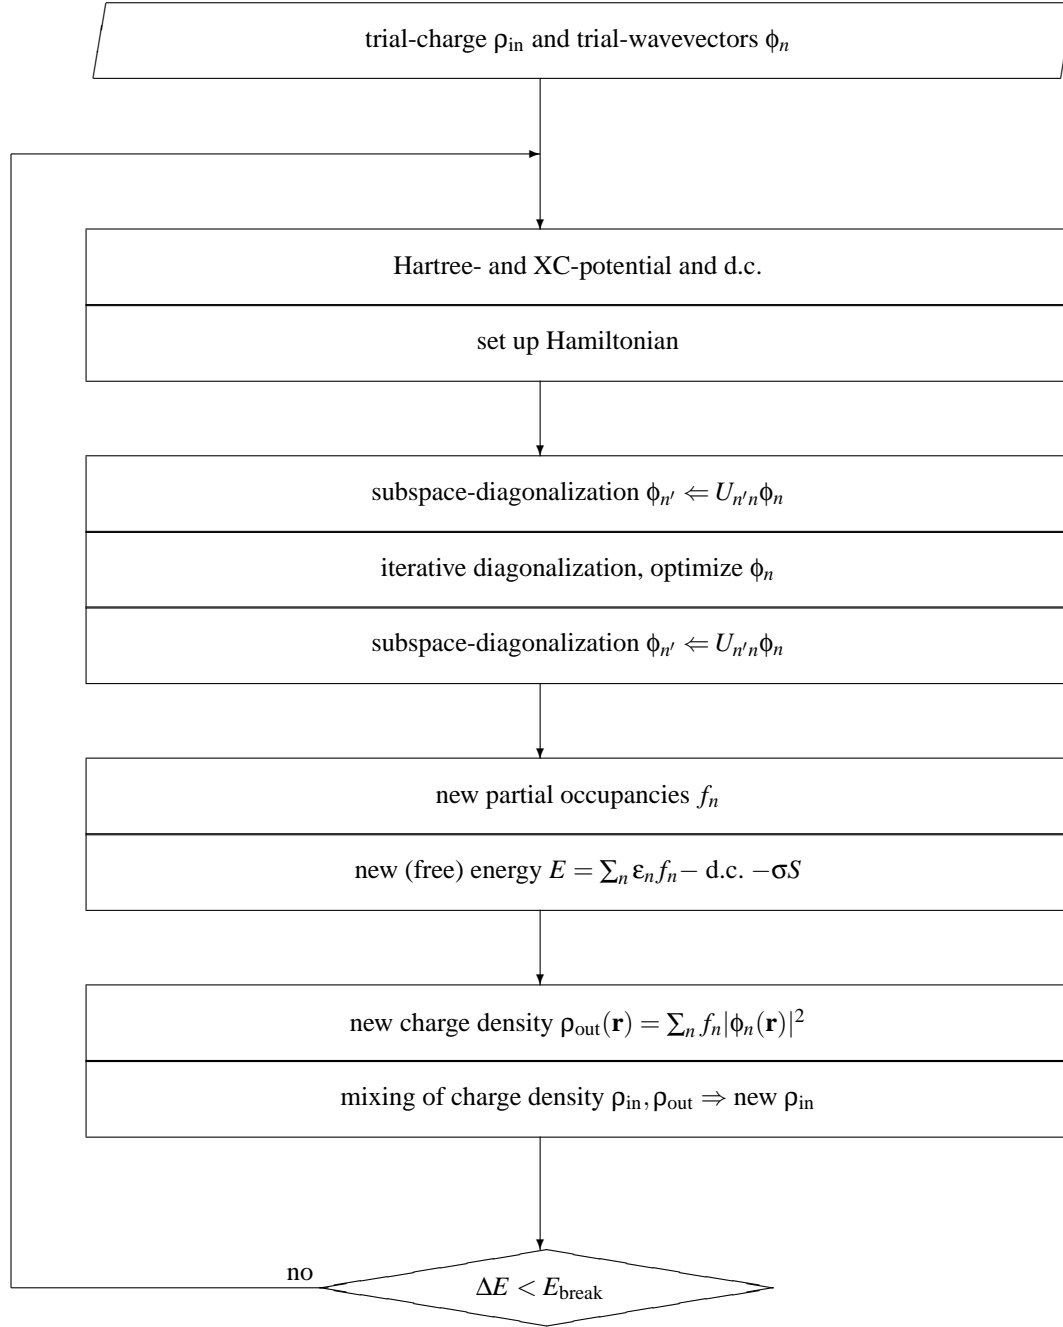 trial-charge ρ_in and trial-wavevectors ϕ_n
Hartree- and XC-potential and d.c.
set up Hamiltonian
subspace-diagonalization ϕ_n′ ⇐ U_n′n ϕ_n
iterative diagonalization, optimize ϕ_n
subspace-diagonalization ϕ_n′ ⇐ U_n′n ϕ_n
new partial occupancies f_n
new (free) energy E = ∑_n ε_n f_n − d.c. −σS
new charge density ρ_out(r) = ∑_n f_n|ϕ_n(r)|²
mixing of charge density ρ_in, ρ_out ⇒ new ρ_in
no
ΔE < E_break